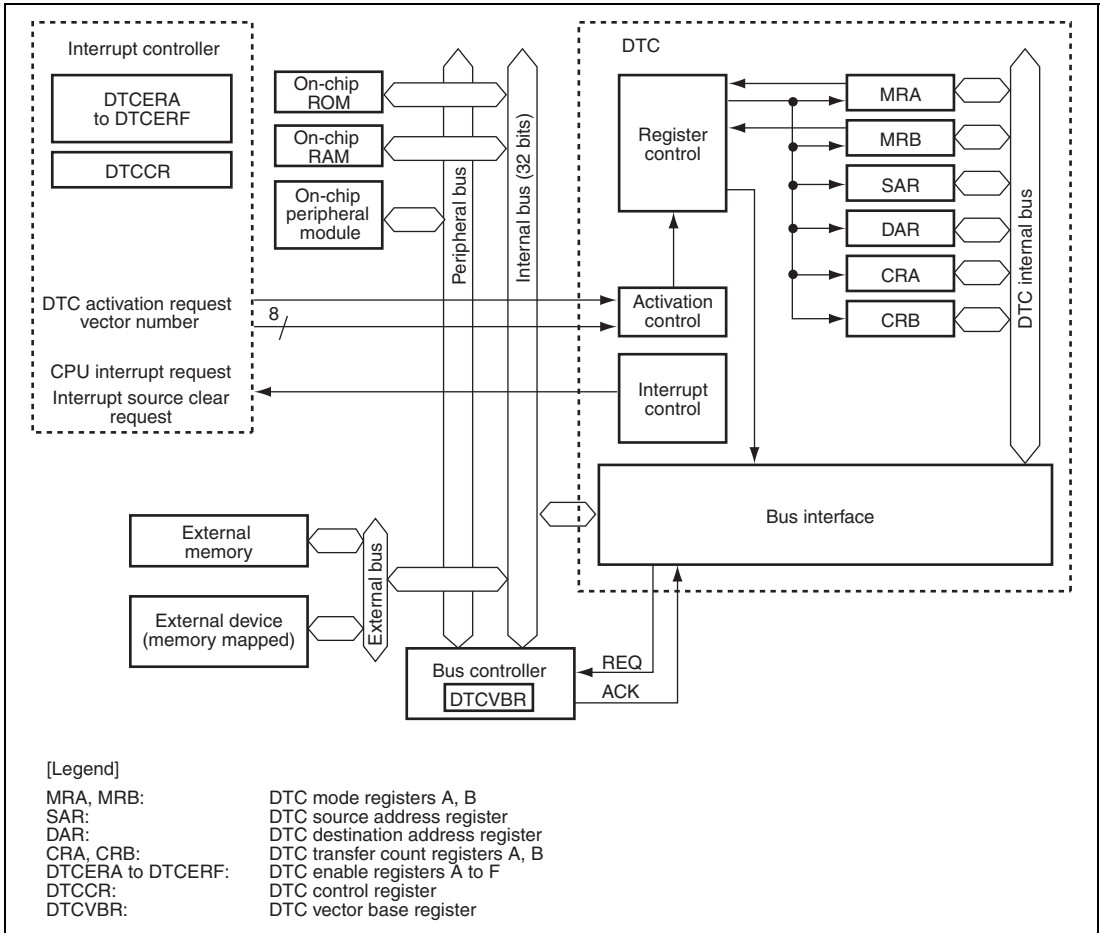 Interrupt controller
DTCERA
to DTCERF
DTCCR
DTC activation request
vector number
8
CPU interrupt request
Interrupt source clear
request
On-chip
ROM
On-chip
RAM
On-chip
peripheral
module
Peripheral bus
Internal bus (32 bits)
DTC
Register
control
Activation
control
Interrupt
control
MRA
MRB
SAR
DAR
CRA
CRB
DTC internal bus
Bus interface
External
memory
External device
(memory mapped)
External bus
Bus controller
DTCVBR
REQ
ACK
[Legend]
MRA, MRB: DTC mode registers A, B
SAR: DTC source address register
DAR: DTC destination address register
CRA, CRB: DTC transfer count registers A, B
DTCERA to DTCERF: DTC enable registers A to F
DTCCR: DTC control register
DTCVBR: DTC vector base register